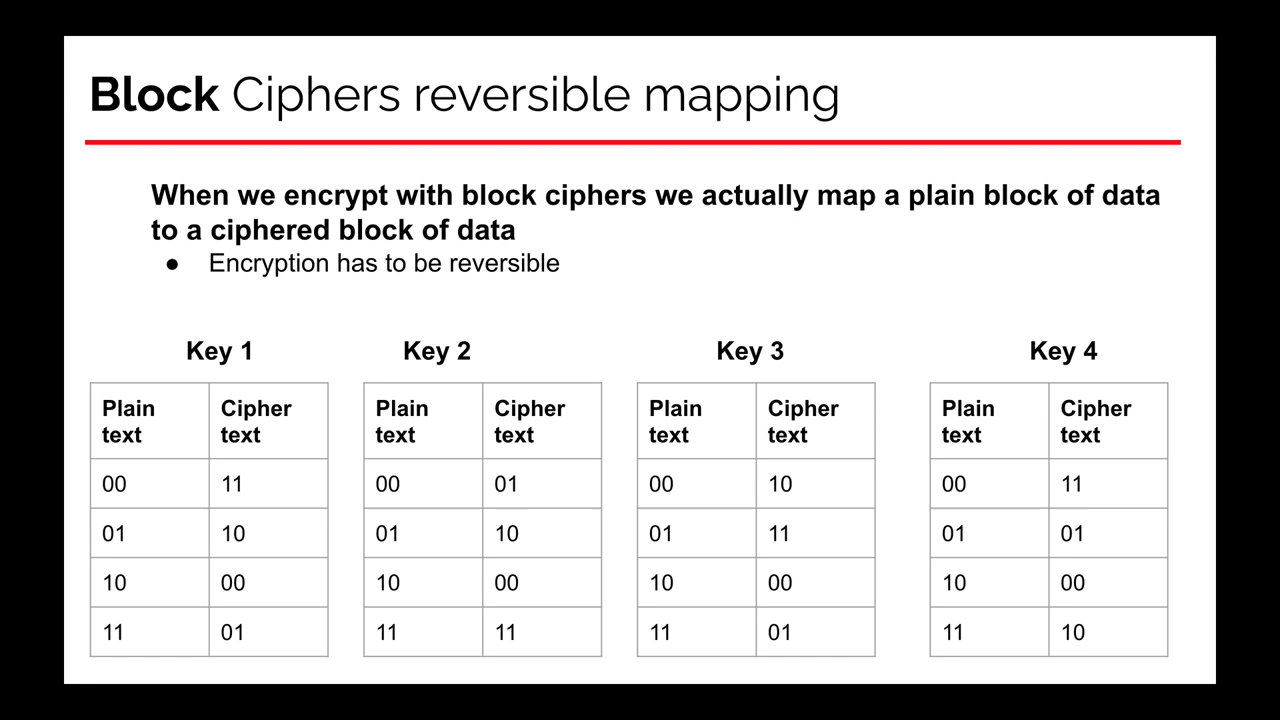 Block Ciphers reversible mapping
When we encrypt with block ciphers we actually map a plain block of data
to a ciphered block of data
● Encryption has to be reversible
Key 1 Key 2 Key 3 Key 4
Plain Cipher Plain Cipher Plain Cipher Plain Cipher
text text text text text text text text
00 11 00 01 00 10 00 11
01 10 01 10 01 11 01 01
10 00 10 00 10 00 10 00
11 01 11 11 11 01 11 10